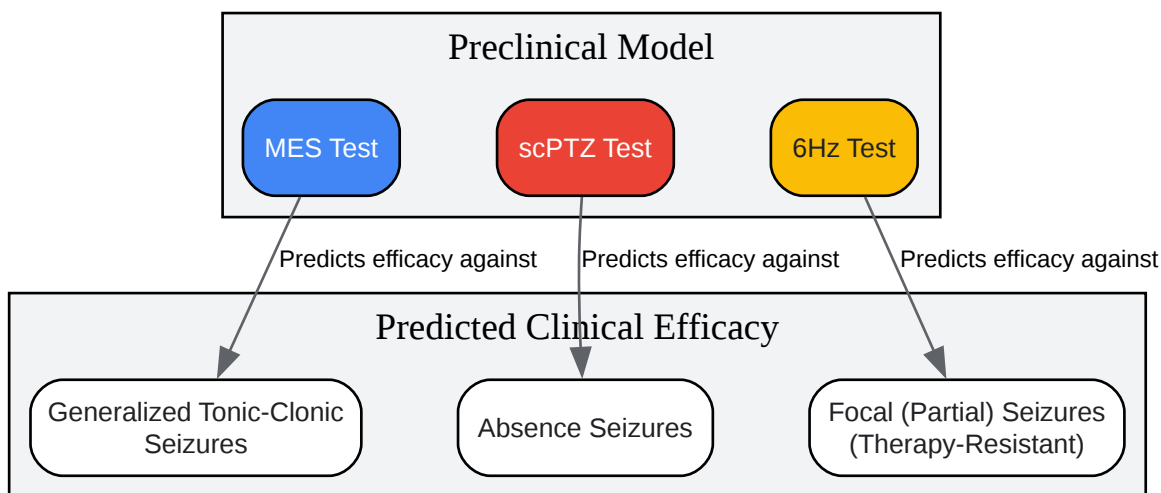 Preclinical Model
MES Test
scPTZ Test
6Hz Test
Predicts efficacy against
Predicts efficacy against
Predicts efficacy against
Predicted Clinical Efficacy
Generalized Tonic-Clonic
Seizures
Absence Seizures
Focal (Partial) Seizures
(Therapy-Resistant)